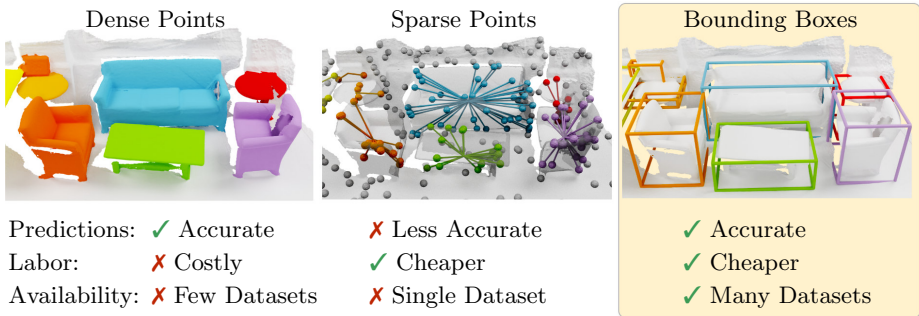 Dense Points Sparse Points Bounding Boxes
Predictions: ✓ Accurate ✗ Less Accurate ✓ Accurate
Labor: ✗ Costly ✓ Cheaper ✓ Cheaper
Availability: ✗ Few Datasets ✗ Single Dataset ✓ Many Datasets